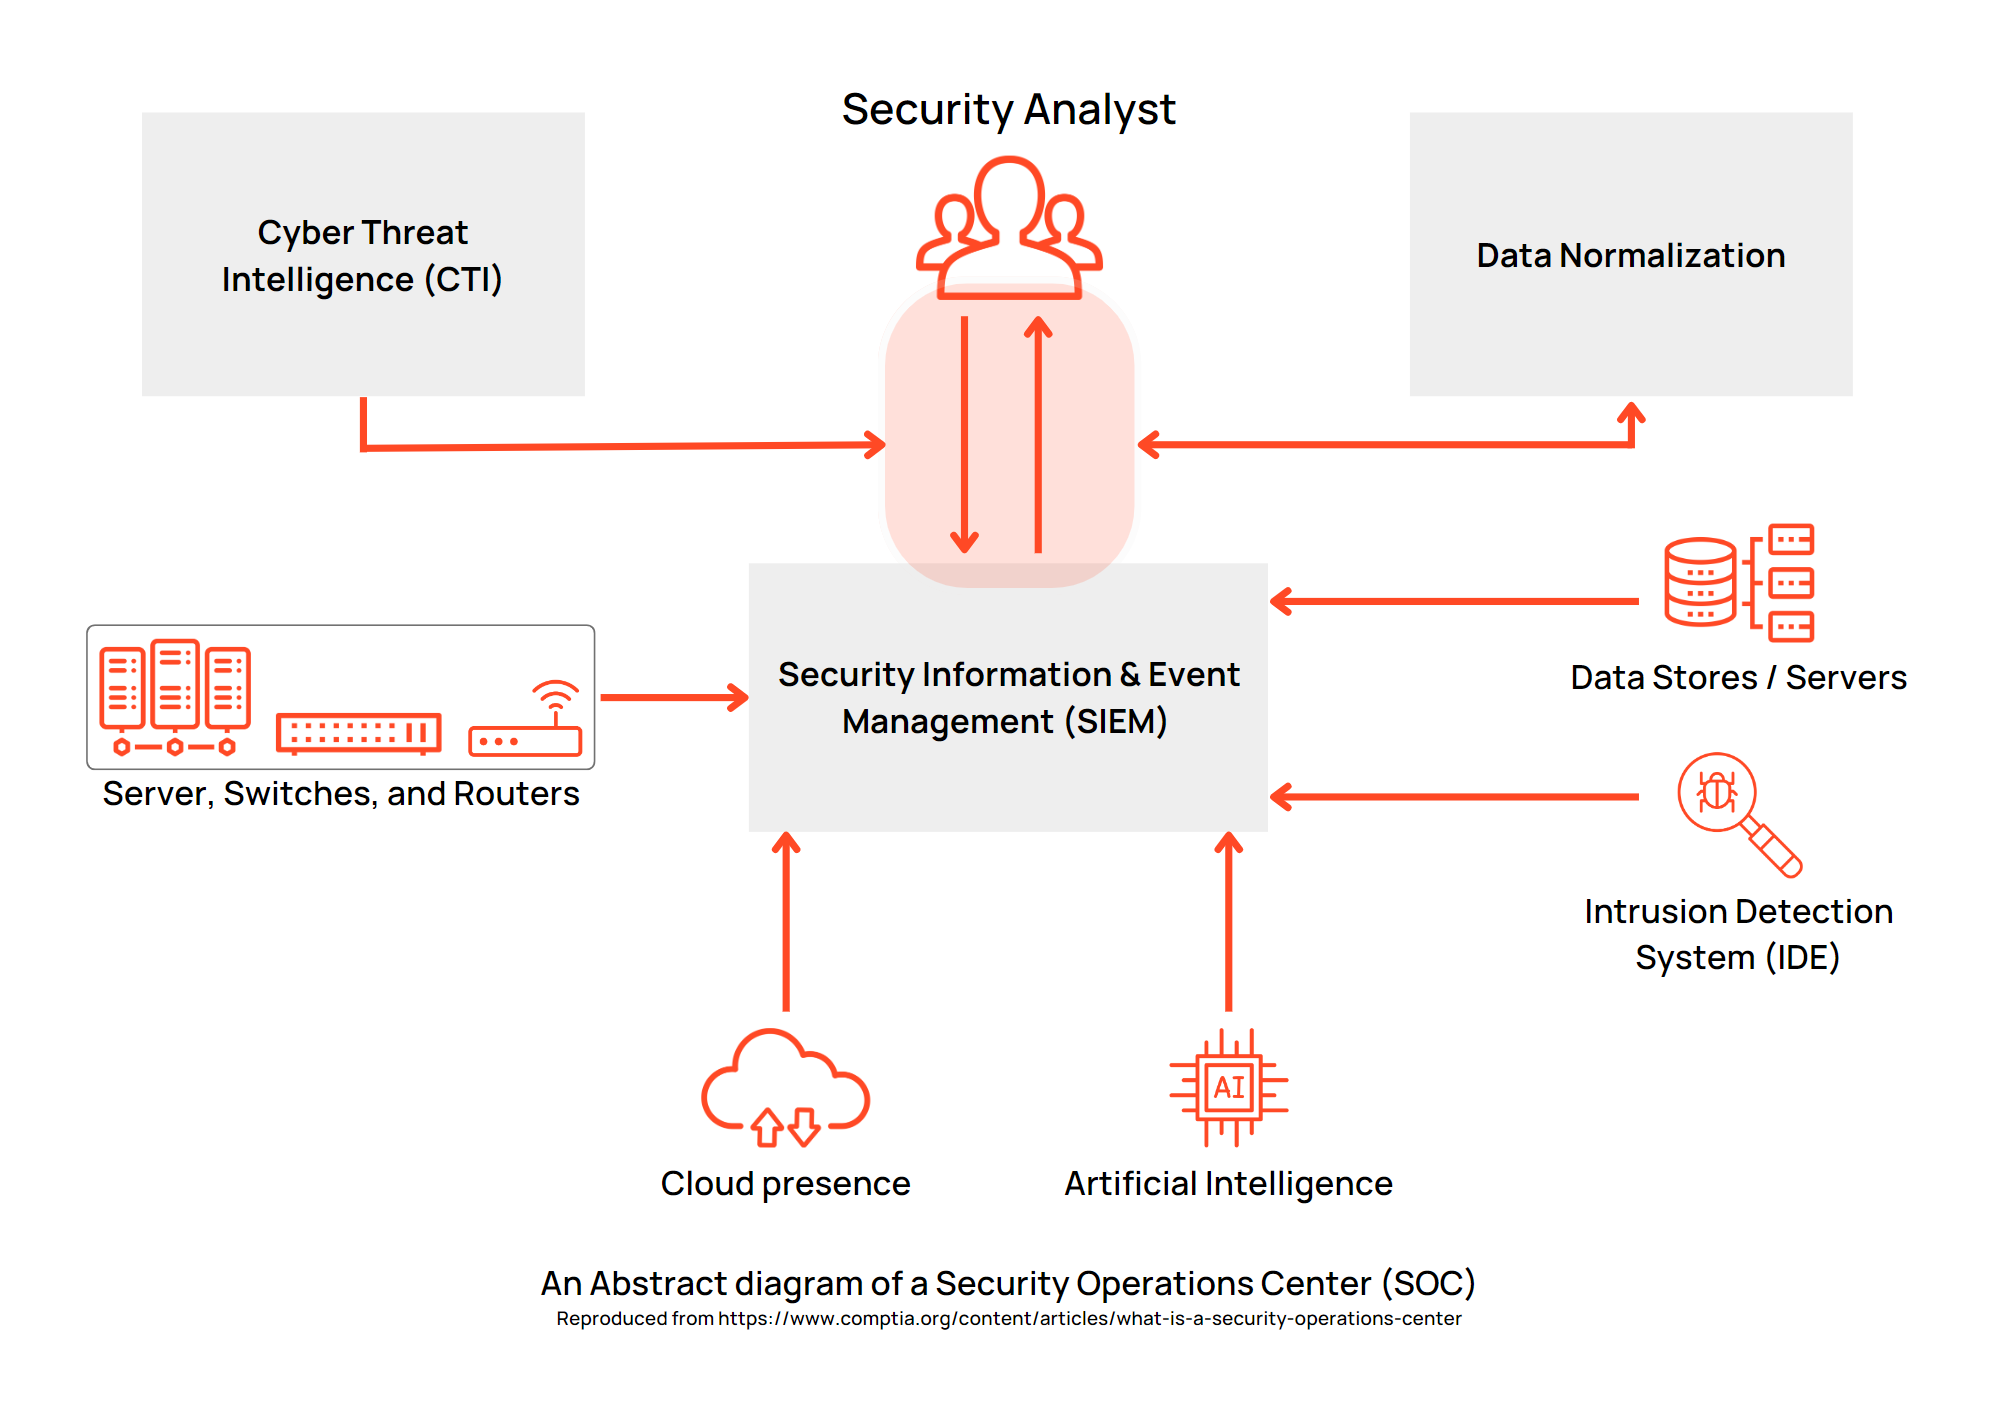 Security Analyst
Cyber Threat
Intelligence (CTI)
Data Normalization
Security Information & Event
Management (SIEM)
Data Stores / Servers
Server, Switches, and Routers
Intrusion Detection
System (IDE)
AI
Cloud presence
Artificial Intelligence
An Abstract diagram of a Security Operations Center (SOC)
Reproduced from https://www.comptia.org/content/articles/what-is-a-security-operations-center